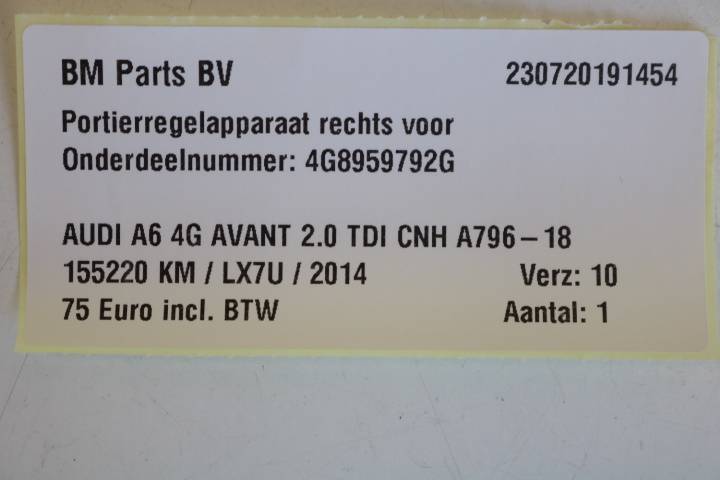 BM Parts BV 230720191454
Portierregelapparaat rechts voor
Onderdeelnummer: 4G8959792G
AUDI A6 4G AVANT 2.0 TDI CNH A796-18
155220 KM / LX7U / 2014 Verz: 10
75 Euro incl. BTW Aantal: 1